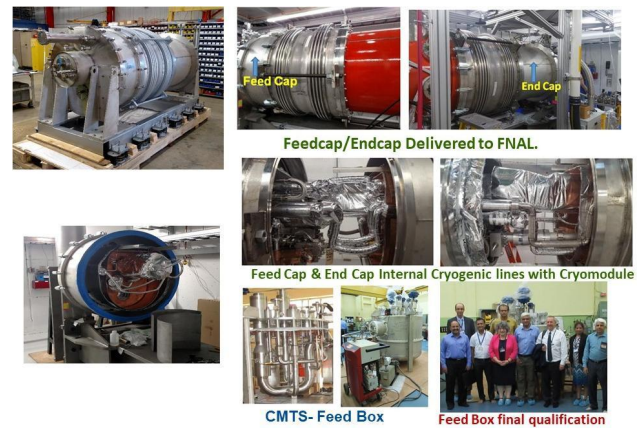 Feed Cap
End Cap
Feedcap/Endcap Delivered to FNAL.
Feed Cap & End Cap Internal Cryogenic lines with Cryomodule
CMTS- Feed Box
Feed Box final qualification